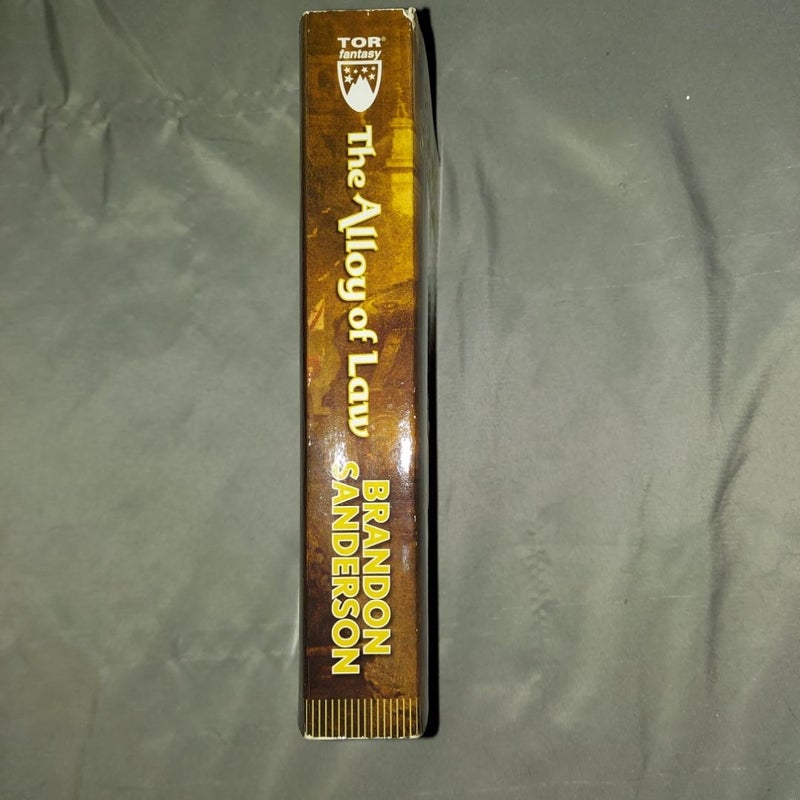 TOR®
fantasy
The Alloy of Law
BRANDON
SANDERSON